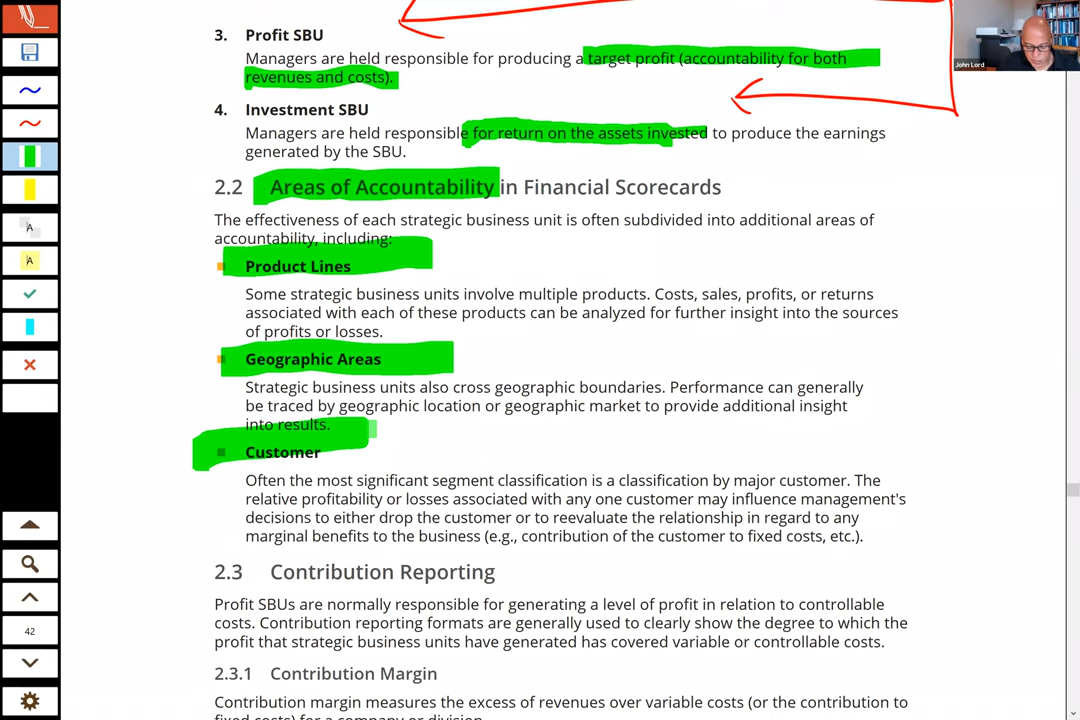 3. Profit SBU
John Lord
Managers are held responsible for producing a target profit (accountability for both
revenues and costs).
4. Investment SBU
Managers are held responsible for return on the assets invested to produce the earnings
generated by the SBU.
2.2 Areas of Accountability in Financial Scorecards
The effectiveness of each strategic business unit is often subdivided into additional areas of
accountability, including:
Product Lines
Some strategic business units involve multiple products. Costs, sales, profits, or returns
associated with each of these products can be analyzed for further insight into the sources
of profits or losses.
Geographic Areas
Strategic business units also cross geographic boundaries. Performance can generally
be traced by geographic location or geographic market to provide additional insight
into results.
Customer
Often the most significant segment classification is a classification by major customer. The
relative profitability or losses associated with any one customer may influence management's
decisions to either drop the customer or to reevaluate the relationship in regard to any
marginal benefits to the business (e.g., contribution of the customer to fixed costs, etc.).
2.3 Contribution Reporting
Profit SBUs are normally responsible for generating a level of profit in relation to controllable
costs. Contribution reporting formats are generally used to clearly show the degree to which the
profit that strategic business units have generated has covered variable or controllable costs.
2.3.1 Contribution Margin
Contribution margin measures the excess of revenues over variable costs (or the contribution to
fixed costs) for a company or division.
A
A
42